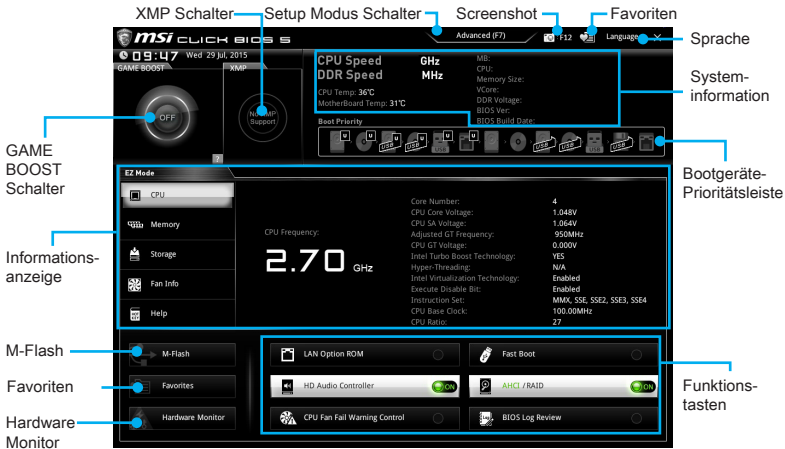 XMP Schalter
Setup Modus Schalter
Screenshot
Favoriten
msi CLICK BIOS 5
Advanced (F7)
F12
Language
X
Sprache
09:47 Wed 29 Jul, 2015
GAME BOOST
XMP
OFF
No XMP Support
?
CPU Speed GHz
DDR Speed MHz
CPU Temp: 36°C
MotherBoard Temp: 31°C
MB:
CPU:
Memory Size:
VCore:
DDR Voltage:
BIOS Ver:
BIOS Build Date:
System-
information
Boot Priority
U U U U U U
USB USB USB USB USB USB
Bootgeräte-
Prioritätsleiste
GAME
BOOST
Schalter
EZ Mode
CPU
Memory
Storage
Fan Info
Help
Informations-
anzeige
CPU Frequency:
2.70 GHz
Core Number: 4
CPU Core Voltage: 1.048V
CPU SA Voltage: 1.064V
Adjusted GT Frequency: 950MHz
CPU GT Voltage: 0.000V
Intel Turbo Boost Technology: YES
Hyper-Threading: N/A
Intel Virtualization Technology: Enabled
Execute Disable Bit: Enabled
Instruction Set: MMX, SSE, SSE2, SSE3, SSE4
CPU Base Clock: 100.00MHz
CPU Ratio: 27
M-Flash
M-Flash
Favoriten
Favorites
Hardware
Monitor
Hardware Monitor
LAN Option ROM
Fast Boot
HD Audio Controller ON
AHCI / RAID ON
CPU Fan Fail Warning Control
BIOS Log Review
Funktions-
tasten